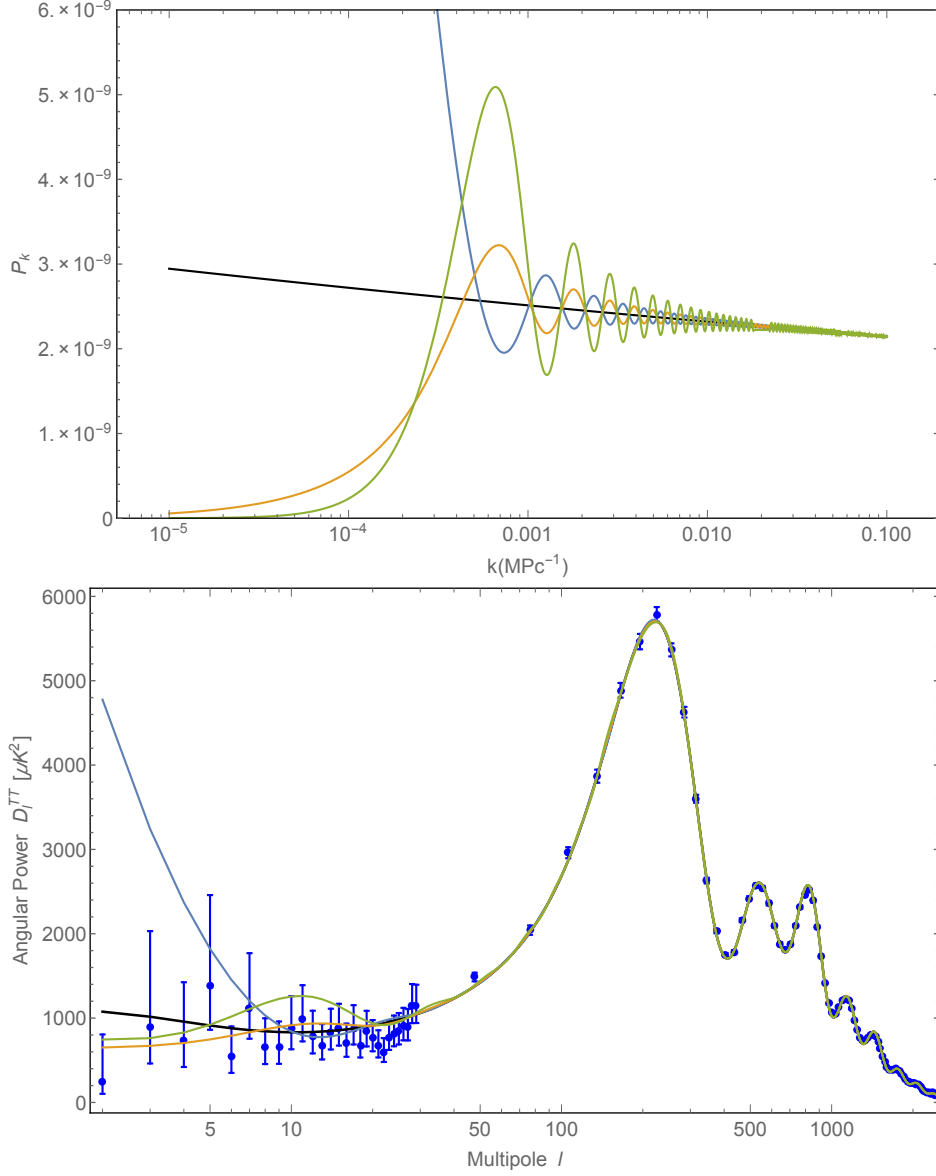 6. × 10⁻⁹
5. × 10⁻⁹
4. × 10⁻⁹
3. × 10⁻⁹
2. × 10⁻⁹
1. × 10⁻⁹
0
P_k
10⁻⁵ 10⁻⁴ 0.001 0.010 0.100
k(MPc⁻¹)
6000
5000
4000
3000
2000
1000
0
Angular Power D_l^TT [μK²]
5 10 50 100 500 1000
Multipole l